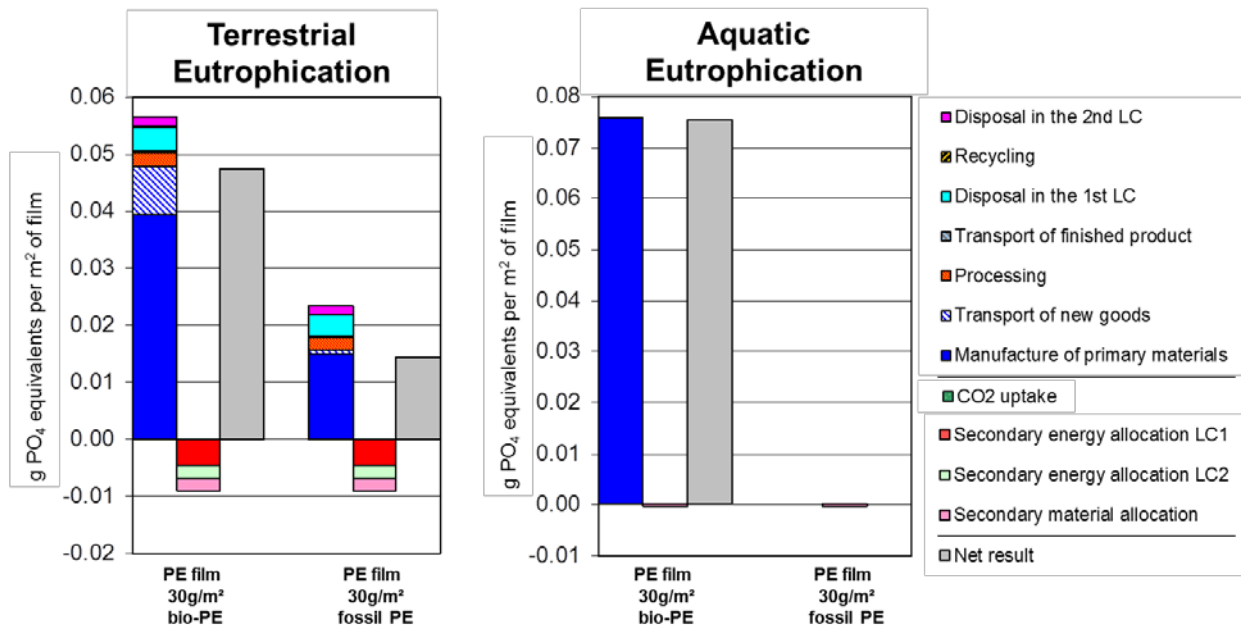 Terrestrial
Eutrophication
g PO₄ equivalents per m² of film
0.06
0.05
0.04
0.03
0.02
0.01
0.00
-0.01
-0.02
PE film
30g/m²
bio-PE
PE film
30g/m²
fossil PE
Aquatic
Eutrophication
g PO₄ equivalents per m² of film
0.08
0.07
0.06
0.05
0.04
0.03
0.02
0.01
0.00
-0.01
PE film
30g/m²
bio-PE
PE film
30g/m²
fossil PE
Disposal in the 2nd LC
Recycling
Disposal in the 1st LC
Transport of finished product
Processing
Transport of new goods
Manufacture of primary materials
CO2 uptake
Secondary energy allocation LC1
Secondary energy allocation LC2
Secondary material allocation
Net result